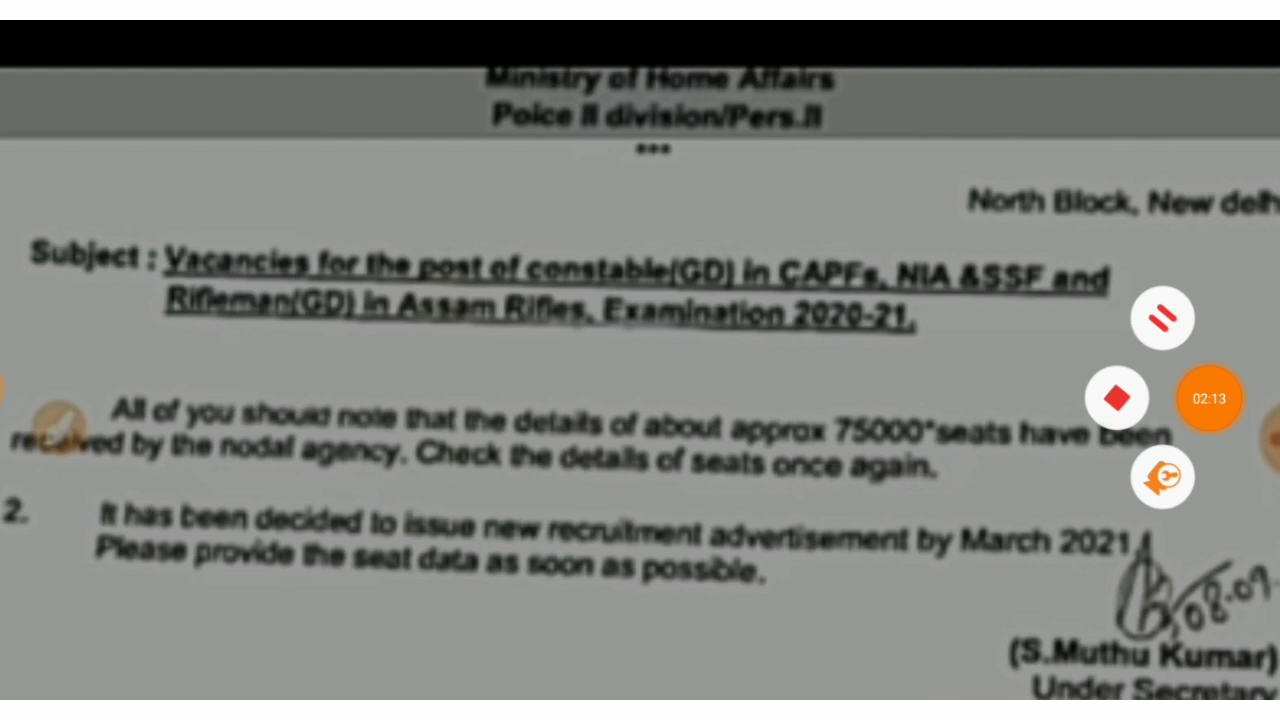 Ministry of Home Affairs
Poice II division/Pers.II
***
North Block, New delh
Subject : Vacancies for the post of constable(GD) in CAPFs, NIA &SSF and
Rifleman(GD) in Assam Rifles, Examination 2020-21.
All of you should note that the details of about approx 75000*seats have been
received by the nodal agency. Check the details of seats once again.
2. It has been decided to issue new recruitment advertisement by March 2021.
Please provide the seat data as soon as possible.
08.09.
(S.Muthu Kumar)
Under Secretary
02:13